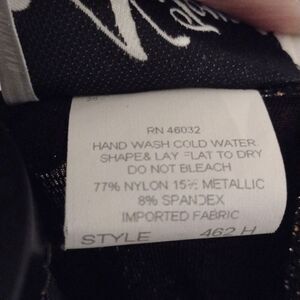 RN 46032
HAND WASH COLD WATER
SHAPE& LAY FLAT TO DRY
DO NOT BLEACH
77% NYLON 15% METALLIC
8% SPANDEX
IMPORTED FABRIC
STYLE 462 H